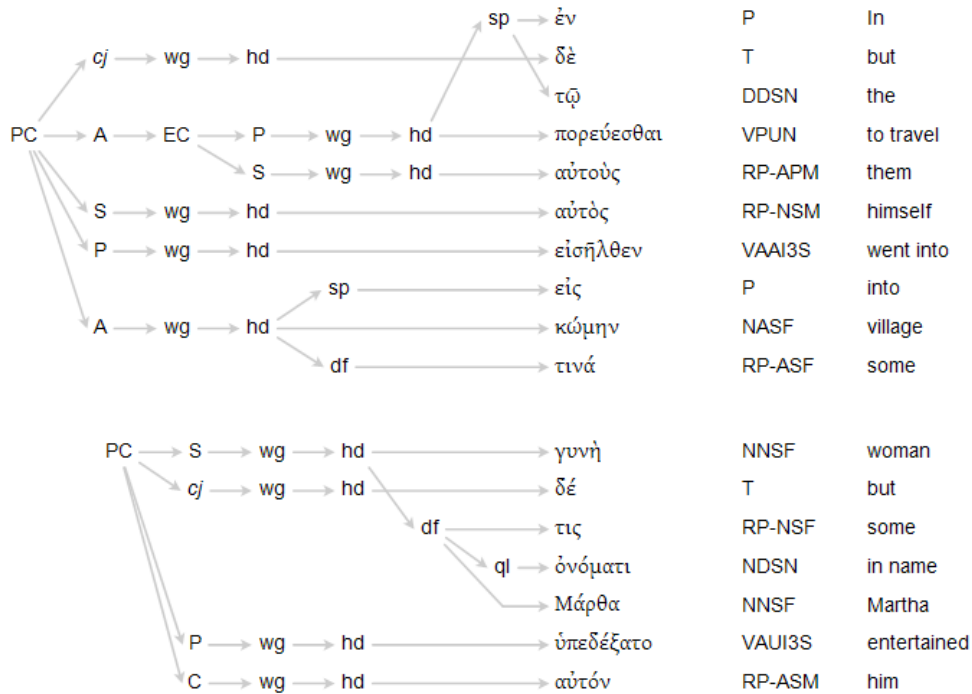 sp ἐν P In
cj wg hd δὲ T but
τῷ DDSN the
PC A EC P wg hd πορεύεσθαι VPUN to travel
S wg hd αὐτοὺς RP-APM them
S wg hd αὐτὸς RP-NSM himself
P wg hd εἰσῆλθεν VAAI3S went into
sp εἰς P into
A wg hd κώμην NASF village
df τινά RP-ASF some
PC S wg hd γυνὴ NNSF woman
cj wg hd δέ T but
df τις RP-NSF some
ql ὀνόματι NDSN in name
Μάρθα NNSF Martha
P wg hd ὑπεδέξατο VAUI3S entertained
C wg hd αὐτόν RP-ASM him